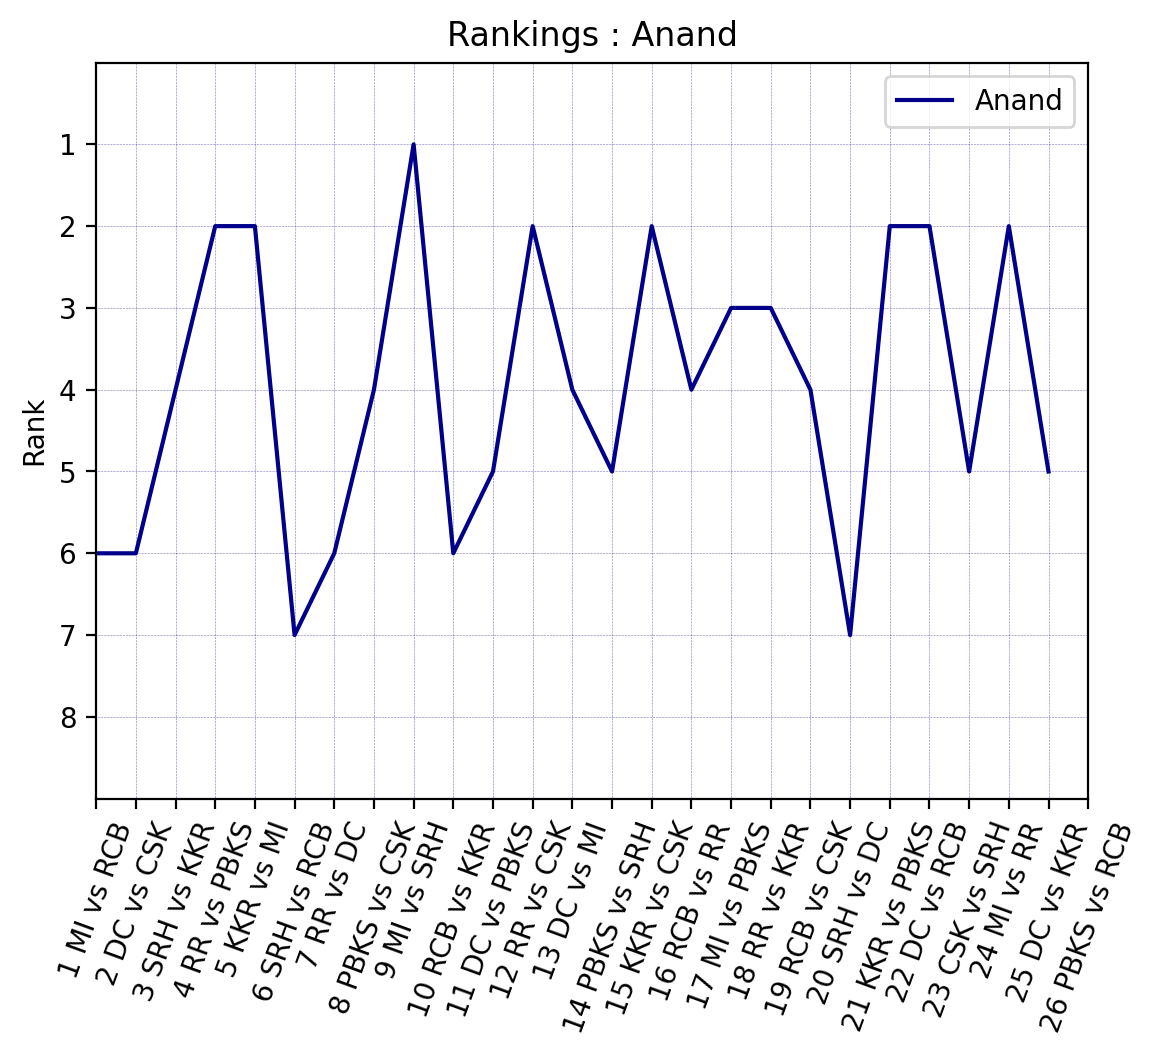 Rankings : Anand
Anand
Rank
1
2
3
4
5
6
7
8
1 MI vs RCB
2 DC vs CSK
3 SRH vs KKR
4 RR vs PBKS
5 KKR vs MI
6 SRH vs RCB
7 RR vs DC
8 PBKS vs CSK
9 MI vs SRH
10 RCB vs KKR
11 DC vs PBKS
12 RR vs CSK
13 DC vs MI
14 PBKS vs SRH
15 KKR vs CSK
16 RCB vs RR
17 MI vs PBKS
18 RR vs KKR
19 RCB vs CSK
20 SRH vs DC
21 KKR vs PBKS
22 DC vs RCB
23 CSK vs SRH
24 MI vs RR
25 DC vs KKR
26 PBKS vs RCB